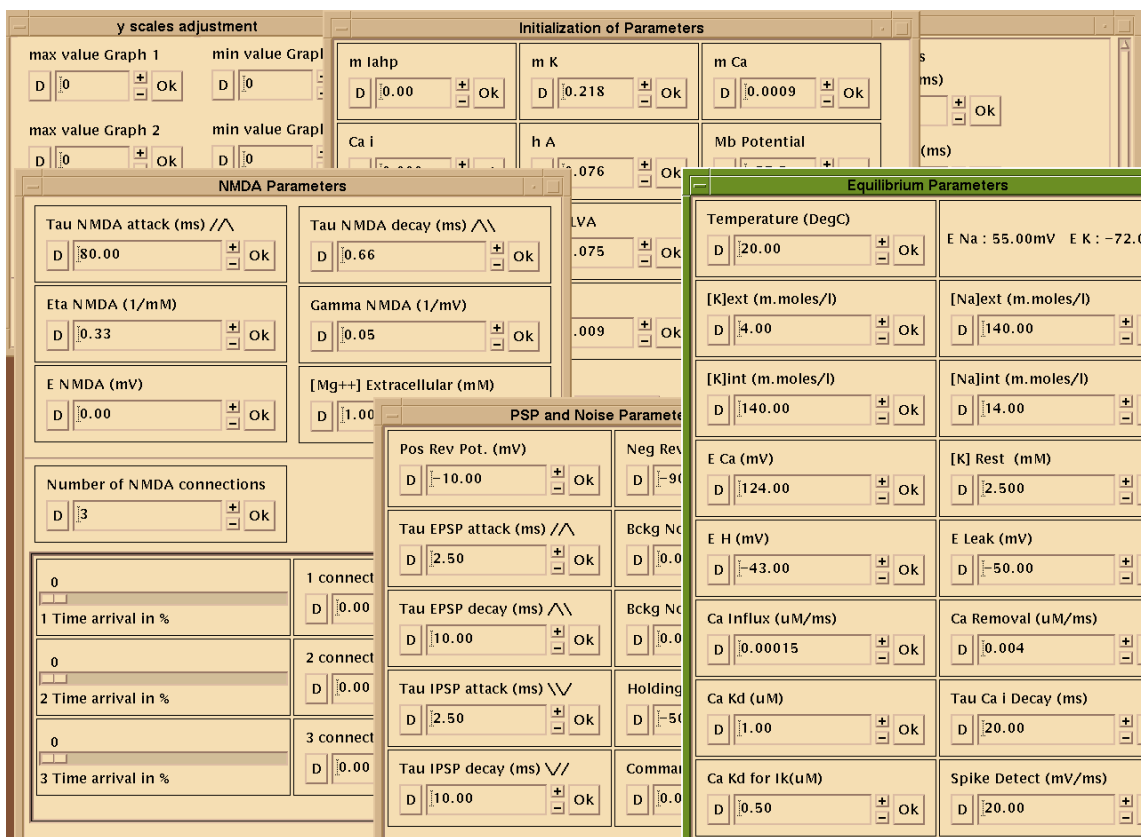 y scales adjustment
max value Graph 1 min value Graph
D 0 + - Ok D 0
max value Graph 2 min value Graph
D 0 + - Ok D 0
Initialization of Parameters
m Iahp m K m Ca
D 0.00 + - Ok D 0.218 + - Ok D 0.0009 + - Ok
Ca i h A Mb Potential
.076 Ok
LVA
.075 + - Ok
.009 + - Ok
s
ms)
+ - Ok
(ms)
NMDA Parameters
Tau NMDA attack (ms) //\ Tau NMDA decay (ms) /\\
D 80.00 + - Ok D 0.66 + - Ok
Eta NMDA (1/mM) Gamma NMDA (1/mV)
D 0.33 + - Ok D 0.05 + - Ok
E NMDA (mV) [Mg++] Extracellular (mM)
D 0.00 + - Ok D 1.00
Number of NMDA connections
D 3 + - Ok
0 1 connect
1 Time arrival in % D 0.00
0 2 connect
2 Time arrival in % D 0.00
0 3 connect
3 Time arrival in % D 0.00
PSP and Noise Parame
Pos Rev Pot. (mV) Neg Rev
D -10.00 + - Ok D -90
Tau EPSP attack (ms) //\ Bckg No
D 2.50 + - Ok D 0.0
Tau EPSP decay (ms) /\\ Bckg No
D 10.00 + - Ok D 0.0
Tau IPSP attack (ms) \\/ Holding
D 2.50 + - Ok D -50
Tau IPSP decay (ms) \// Comma
D 10.00 + - Ok D 0.0
Equilibrium Parameters
Temperature (DegC)
D 20.00 + - Ok E Na : 55.00mV E K : -72.0
[K]ext (m.moles/l) [Na]ext (m.moles/l)
D 4.00 + - Ok D 140.00 + -
[K]int (m.moles/l) [Na]int (m.moles/l)
D 140.00 + - Ok D 14.00 + -
E Ca (mV) [K] Rest (mM)
D 124.00 + - Ok D 2.500 + -
E H (mV) E Leak (mV)
D -43.00 + - Ok D -50.00 + -
Ca Influx (uM/ms) Ca Removal (uM/ms)
D 0.00015 + - Ok D 0.004 + -
Ca Kd (uM) Tau Ca i Decay (ms)
D 1.00 + - Ok D 20.00 + -
Ca Kd for Ik(uM) Spike Detect (mV/ms)
D 0.50 + - Ok D 20.00 + -